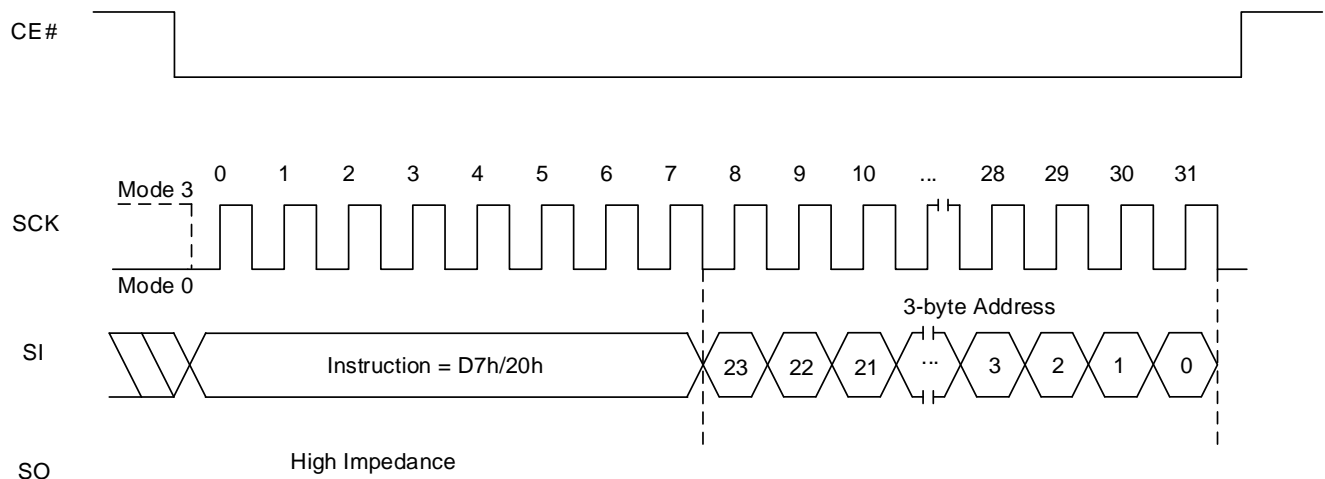 CE#
0 1 2 3 4 5 6 7 8 9 10 ... 28 29 30 31
Mode 3
SCK
Mode 0
3-byte Address
SI
Instruction = D7h/20h 23 22 21 ... 3 2 1 0
High Impedance
SO